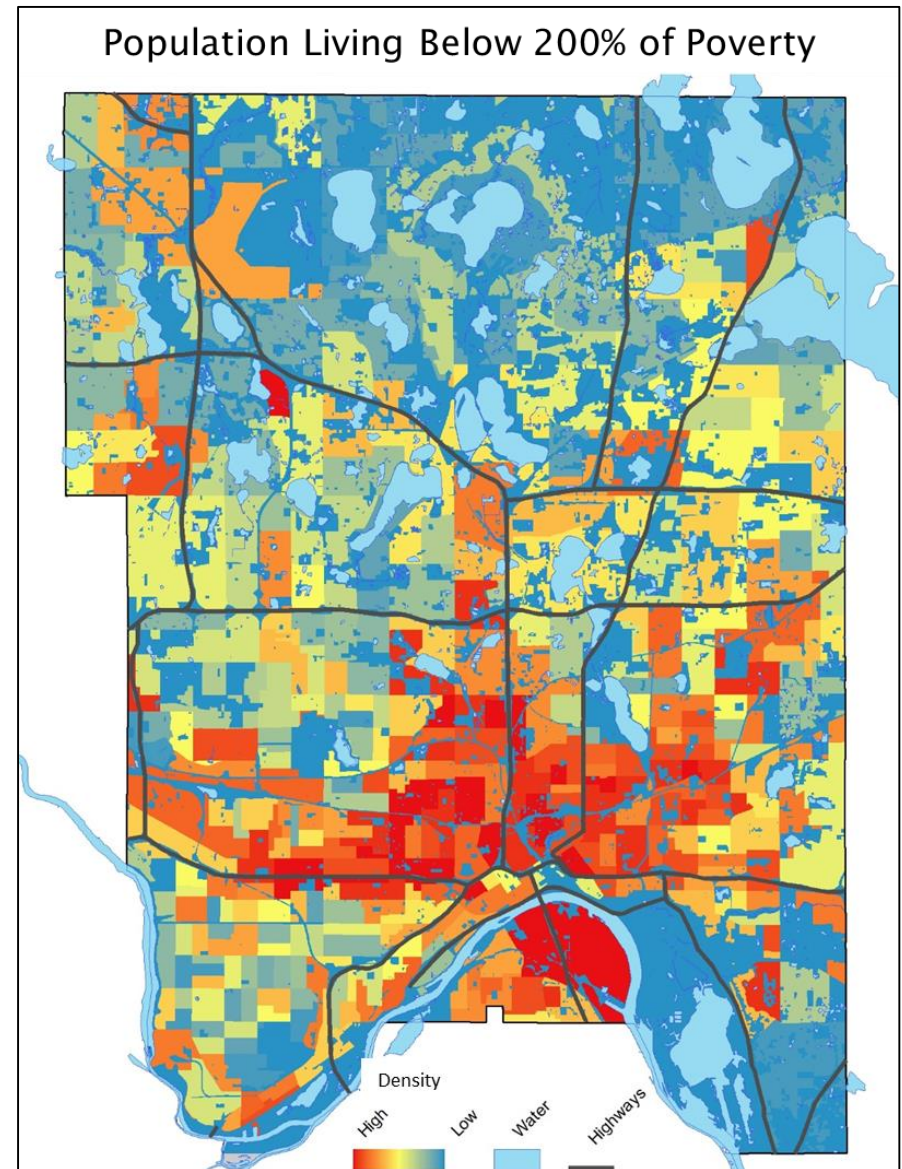 Population Living Below 200% of Poverty
Density
High
Low
Water
Highways